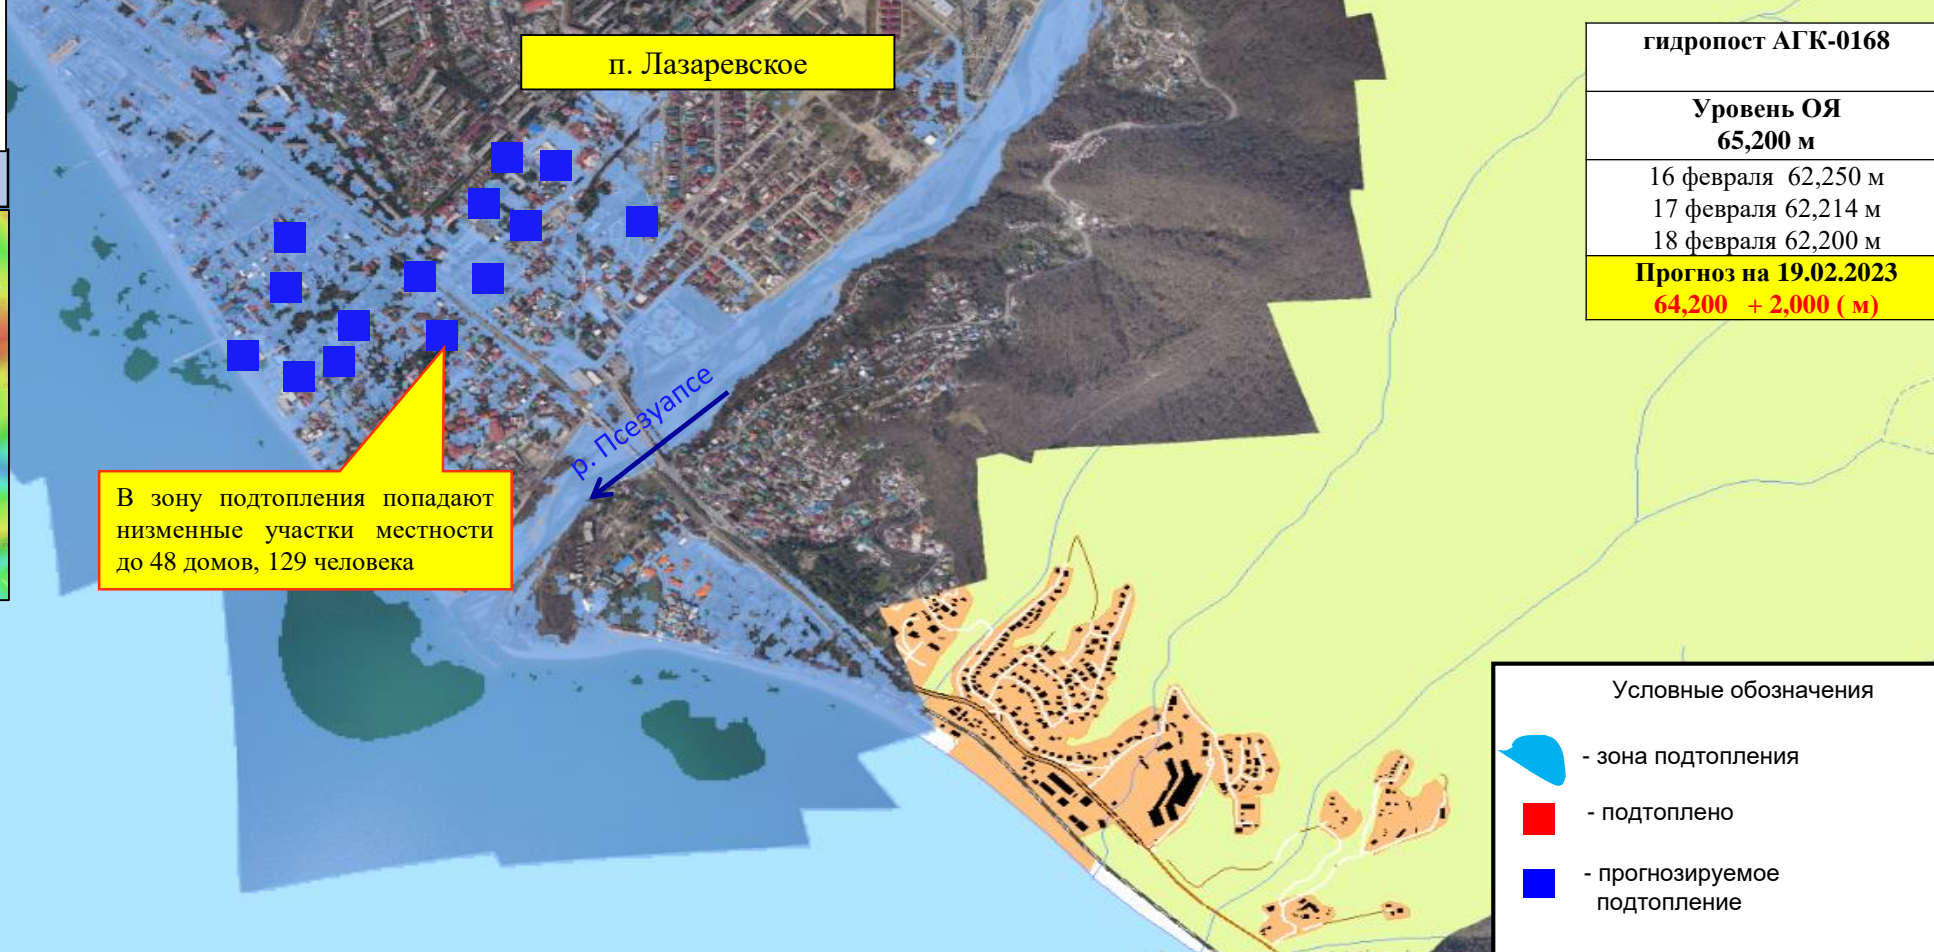 п. Лазаревское
гидропост АГК-0168
Уровень ОЯ
65,200 м
16 февраля 62,250 м
17 февраля 62,214 м
18 февраля 62,200 м
Прогноз на 19.02.2023
64,200 + 2,000 ( м)
р. Псезуапсе
В зону подтопления попадают
низменные участки местности
до 48 домов, 129 человека
Условные обозначения
- зона подтопления
- подтоплено
- прогнозируемое
подтопление